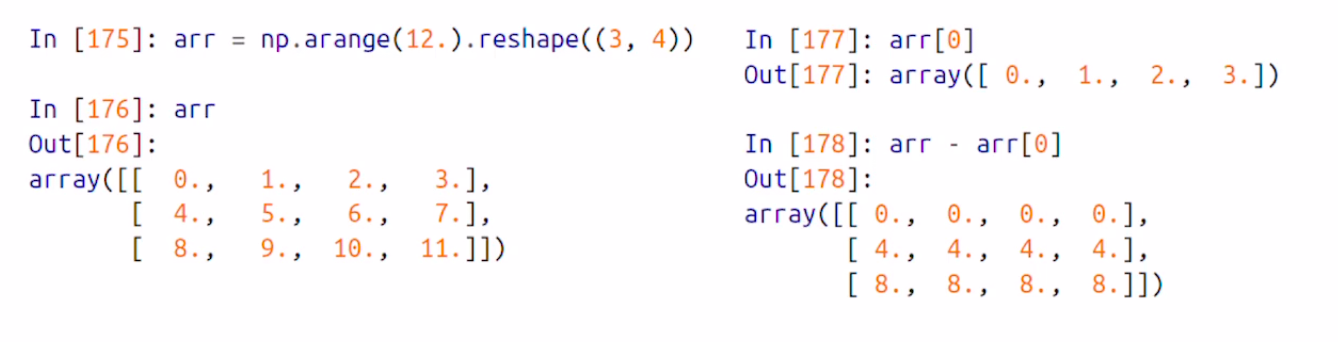 In [175]: arr = np.arange(12.).reshape((3, 4))
In [176]: arr
Out[176]:
array([[  0.,   1.,   2.,   3.],
       [  4.,   5.,   6.,   7.],
       [  8.,   9.,  10.,  11.]])
In [177]: arr[0]
Out[177]: array([ 0.,  1.,  2.,  3.])
In [178]: arr - arr[0]
Out[178]:
array([[ 0.,  0.,  0.,  0.],
       [ 4.,  4.,  4.,  4.],
       [ 8.,  8.,  8.,  8.]])